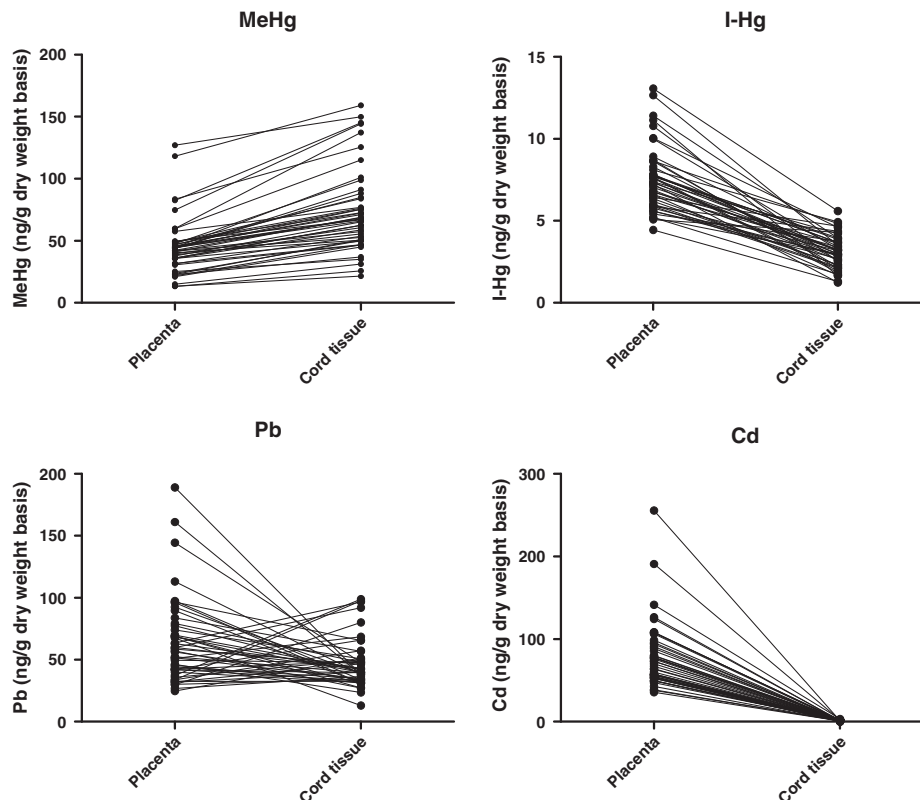 MeHg
MeHg (ng/g dry weight basis)
200
150
100
50
0
Placenta
Cord tissue
I-Hg
I-Hg (ng/g dry weight basis)
15
10
5
0
Placenta
Cord tissue
Pb
Pb (ng/g dry weight basis)
200
150
100
50
0
Placenta
Cord tissue
Cd
Cd (ng/g dry weight basis)
300
200
100
0
Placenta
Cord tissue